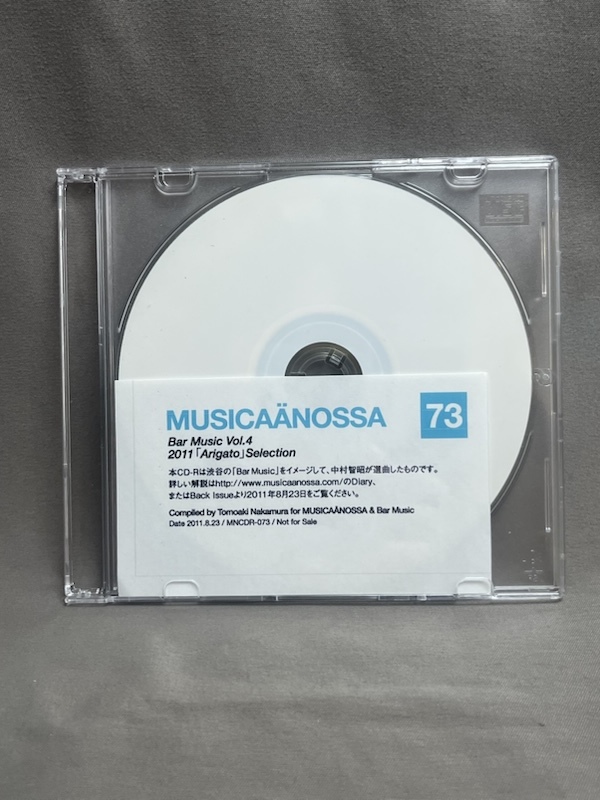 MUSICAÄNOSSA 73
Bar Music Vol.4
2011「Arigato」Selection
本CD-Rは渋谷の「Bar Music」をイメージして、中村智昭が選曲したものです。
詳しい解説はhttp://www.musicaanossa.com/のDiary、
またはBack Issueより2011年8月23日をご覧ください。
Compiled by Tomoaki Nakamura for MUSICAÄNOSSA & Bar Music
Date 2011.8.23 / MNCDR-073 / Not for Sale